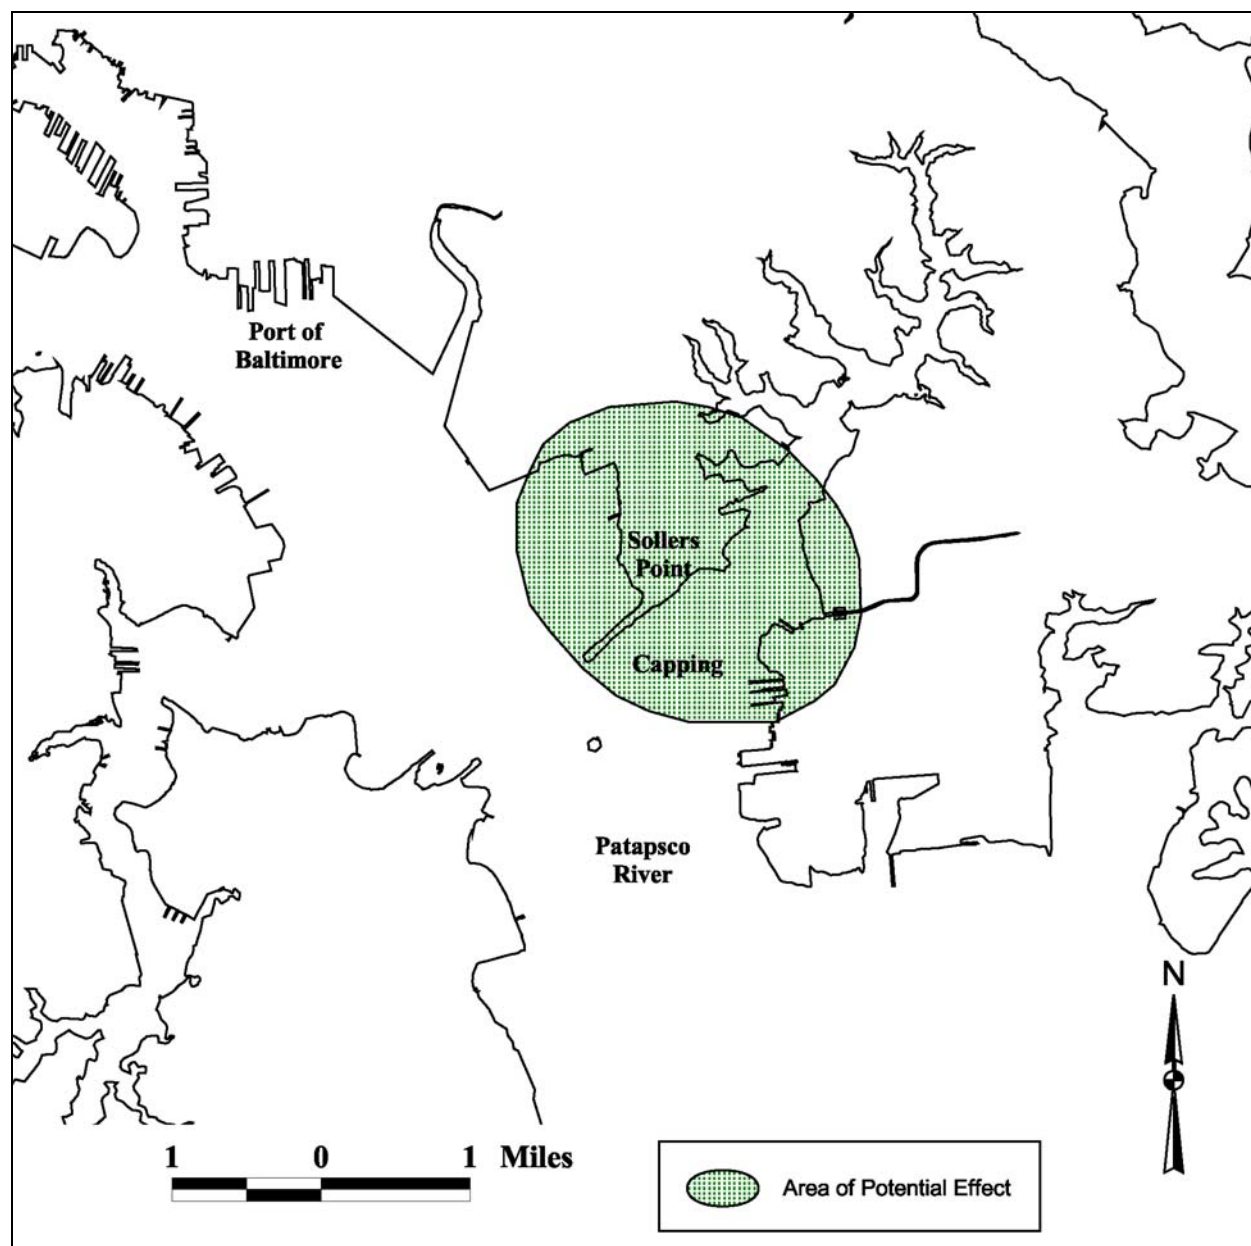 Port of
Baltimore
Sollers
Point
Capping
Patapsco
River
N
1 0 1 Miles
Area of Potential Effect